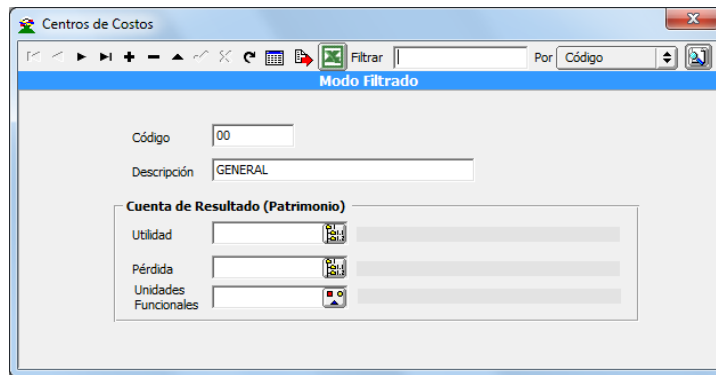 Centros de Costos
Filtrar Por Código
Modo Filtrado
Código 00
Descripción GENERAL
Cuenta de Resultado (Patrimonio)
Utilidad
Pérdida
Unidades
Funcionales